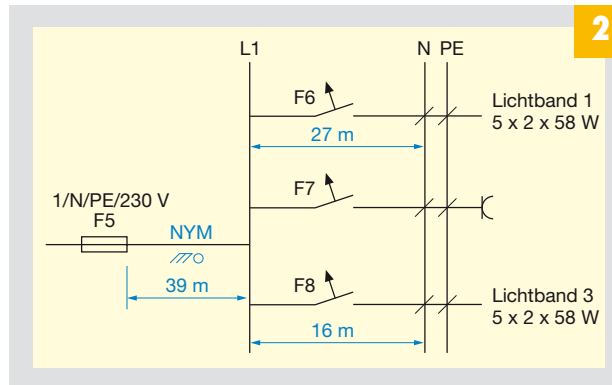 2
L1
N PE
F6
Lichtband 1
5 x 2 x 58 W
27 m
F7
1/N/PE/230 V
F5
NYM
39 m
F8
Lichtband 3
5 x 2 x 58 W
16 m